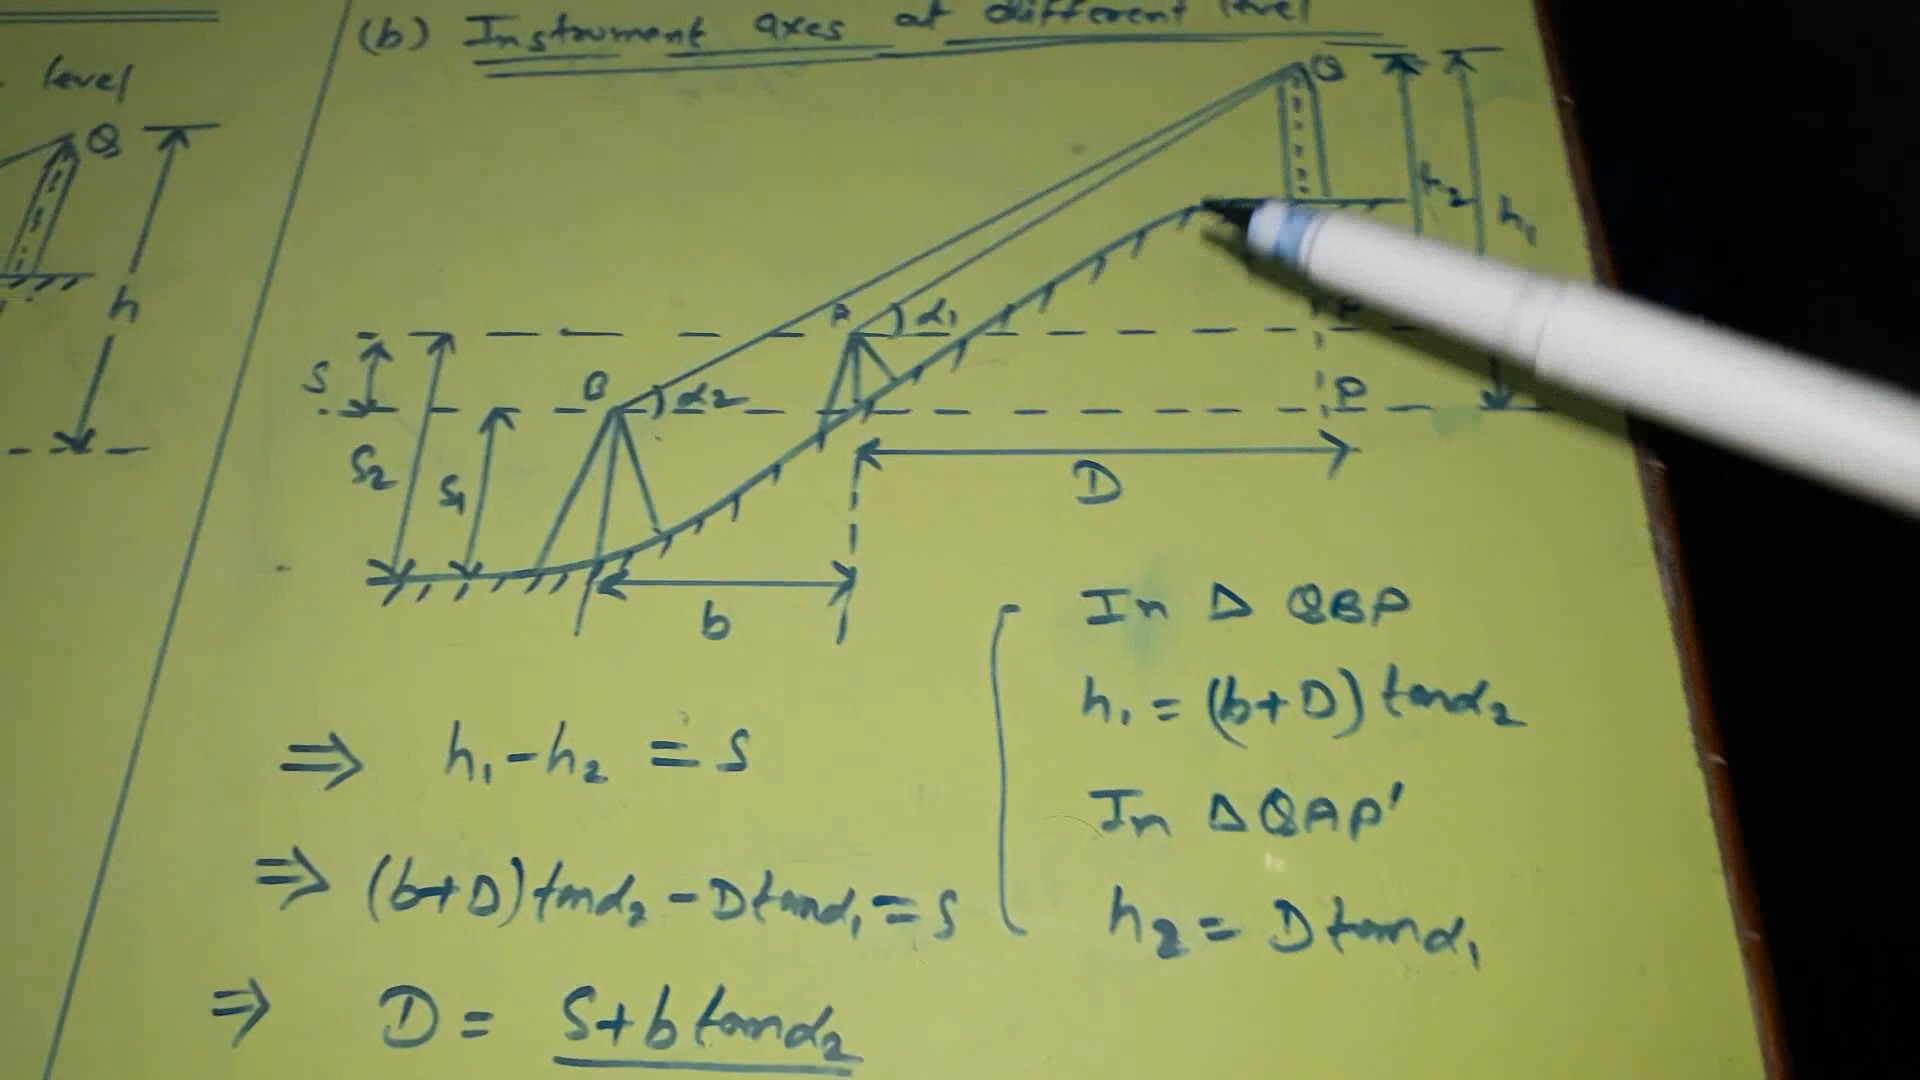 (b) Instrument axes at different level
level
Q
h
Q
h2
h1
A
α1
S
B
α2
P
S2
S1
D
b
In Δ QBP
h1 = (b+D) tanα2
In Δ QAP'
h2 = D tanα1
⇒ h1 - h2 = S
⇒ (b+D) tanα2 - D tanα1 = S
⇒ D = S + b tanα2